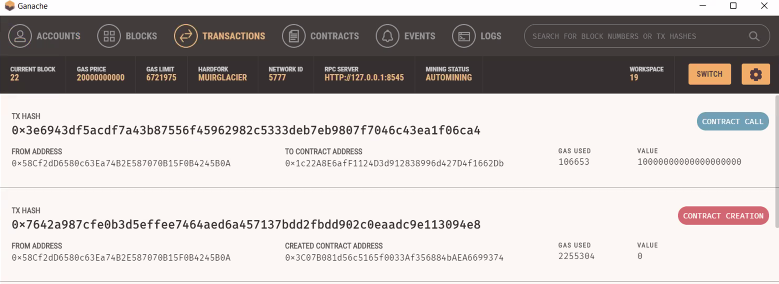 Ganache
ACCOUNTS BLOCKS TRANSACTIONS CONTRACTS EVENTS LOGS SEARCH FOR BLOCK NUMBERS OR TX HASHES
CURRENT BLOCK GAS PRICE GAS LIMIT HARDFORK NETWORK ID RPC SERVER MINING STATUS WORKSPACE
22 20000000000 6721975 MUIRGLACIER 5777 HTTP://127.0.0.1:8545 AUTOMINING 19 SWITCH
TX HASH
0×3e6943df5acdf7a43b87556f45962982c5333deb7eb9807f7046c43ea1f06ca4 CONTRACT CALL
FROM ADDRESS TO CONTRACT ADDRESS GAS USED VALUE
0×58Cf2dD6580c63Ea74B2E587070B15F0B4245B0A 0×1c22A8E6afF1124D3d912838996d427D4f1662Db 106653 10000000000000000000
TX HASH
0×7642a987cfe0b3d5effee7464aed6a457137bdd2fbdd902c0eaadc9e113094e8 CONTRACT CREATION
FROM ADDRESS CREATED CONTRACT ADDRESS GAS USED VALUE
0×58Cf2dD6580c63Ea74B2E587070B15F0B4245B0A 0×3C07B081d56c5165f0033Af356884bAEA6699374 2255304 0